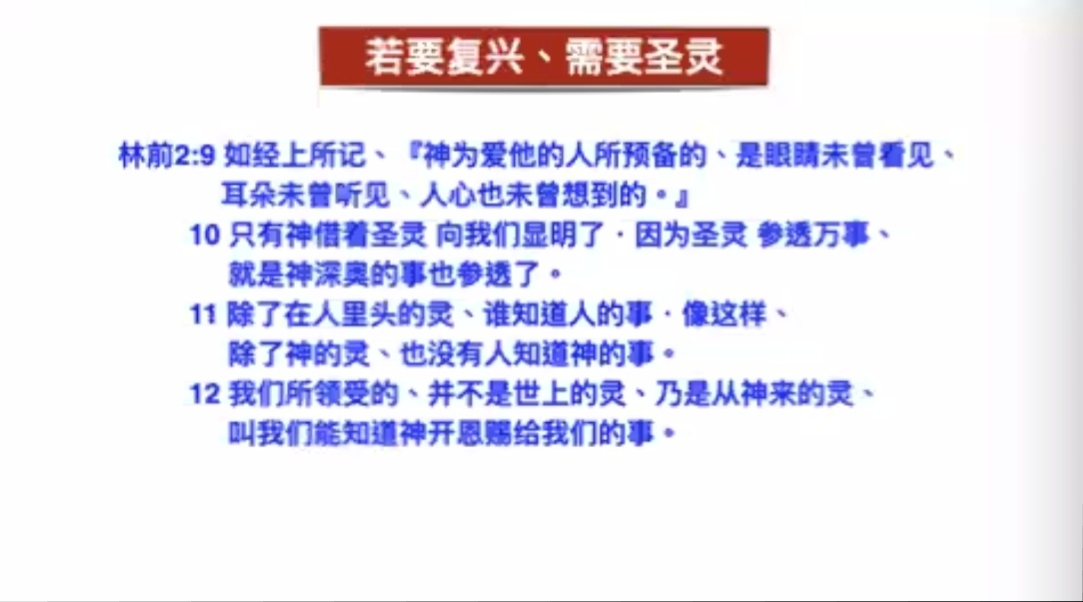 若要复兴、需要圣灵
林前2:9 如经上所记、『神为爱他的人所预备的、是眼睛未曾看见、
耳朵未曾听见、人心也未曾想到的。』
10 只有神借着圣灵 向我们显明了．因为圣灵 参透万事、
就是神深奥的事也参透了。
11 除了在人里头的灵、谁知道人的事．像这样、
除了神的灵、也没有人知道神的事。
12 我们所领受的、并不是世上的灵、乃是从神来的灵、
叫我们能知道神开恩赐给我们的事。